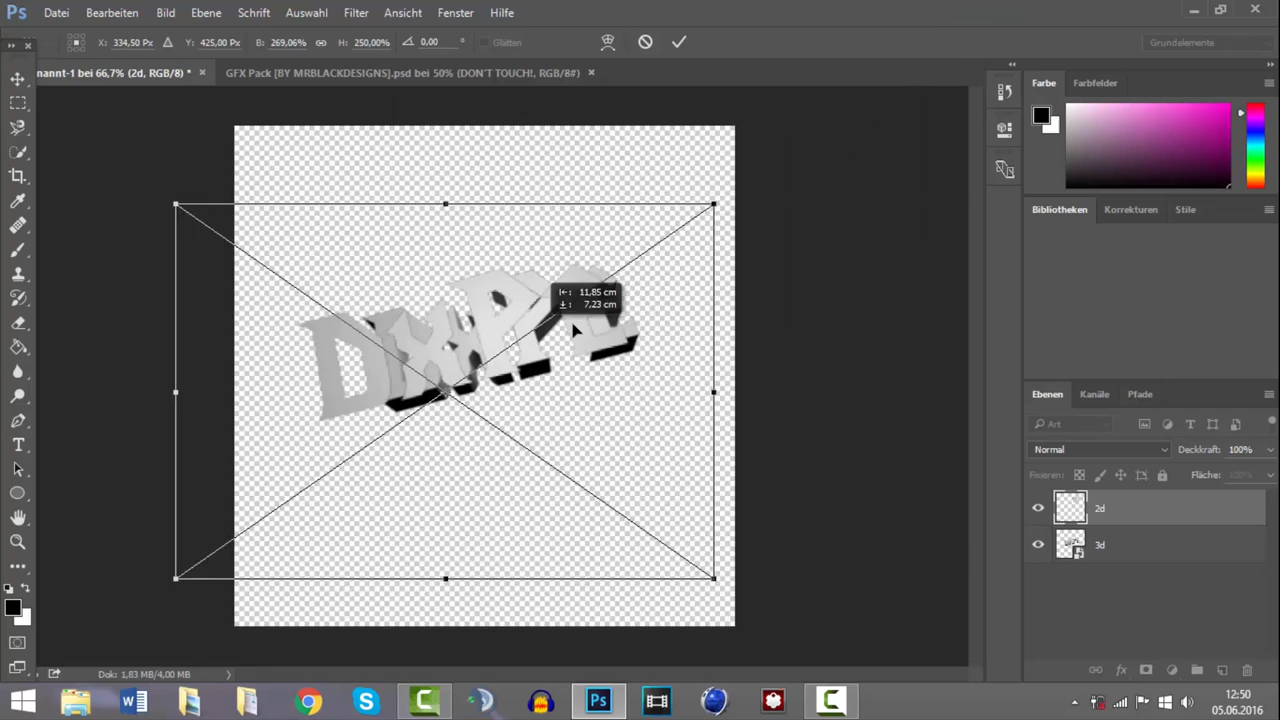 Ps Datei Bearbeiten Bild Ebene Schrift Auswahl Filter Ansicht Fenster Hilfe
X: 334,50 Px Y: 425,00 Px B: 269,06% H: 250,00% 0,00 ° Glätten Grundelemente
nannt-1 bei 66,7% (2d, RGB/8) * × GFX Pack [BY MRBLACKDESIGNS].psd bei 50% (DON'T TOUCH!, RGB/8#) ×
Farbe Farbfelder
Bibliotheken Korrekturen Stile
11,85 cm
7,23 cm
Ebenen Kanäle Pfade
Art
Normal Deckkraft: 100%
Fixieren: Fläche: 100%
2d
3d
Dok: 1,83 MB/4,00 MB
12:50
05.06.2016